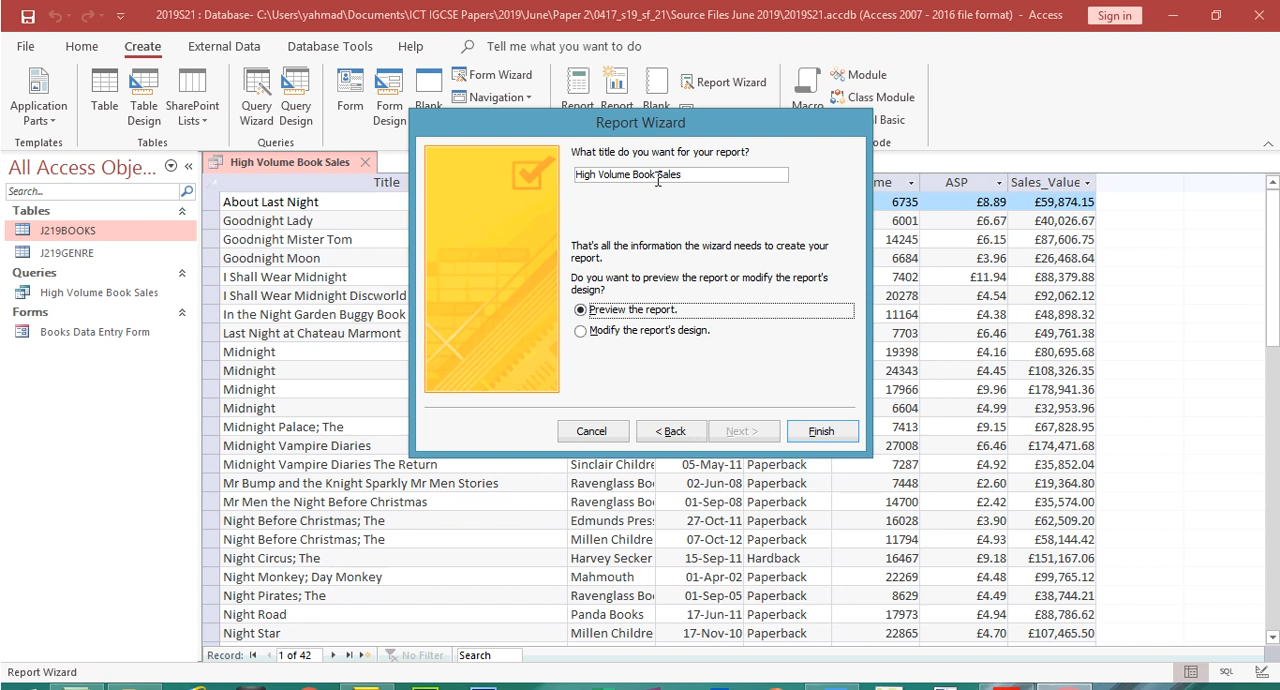 2019S21 : Database- C:\Users\yahmad\Documents\ICT IGCSE Papers\2019\June\Paper 2\0417_s19_sf_21\Source Files June 2019\2019S21.accdb (Access 2007 - 2016 file format) - Access
Sign in
File Home Create External Data Database Tools Help Tell me what you want to do
Application Parts
Templates
Table
Table Design
SharePoint Lists
Tables
Query Wizard
Query Design
Queries
Form
Form Design
Blank
Form Wizard
Navigation
Report Report Blank
Report Wizard
Macro
Module
Class Module
Basic
All Access Obje...
Search...
Tables
J219BOOKS
J219GENRE
Queries
High Volume Book Sales
Forms
Books Data Entry Form
High Volume Book Sales
Title ASP Sales_Value
About Last Night 6735 £8.89 £59,874.15
Goodnight Lady 6001 £6.67 £40,026.67
Goodnight Mister Tom 14245 £6.15 £87,606.75
Goodnight Moon 6684 £3.96 £26,468.64
I Shall Wear Midnight 7402 £11.94 £88,379.88
I Shall Wear Midnight Discworld 20278 £4.54 £92,062.12
In the Night Garden Buggy Book 11164 £4.38 £48,898.32
Last Night at Chateau Marmont 7703 £6.46 £49,761.38
Midnight 19398 £4.16 £80,695.68
Midnight 24343 £4.45 £108,326.35
Midnight 17966 £9.96 £178,941.36
Midnight 6604 £4.99 £32,953.96
Midnight Palace; The 7413 £9.15 £67,828.95
Midnight Vampire Diaries 27008 £6.46 £174,471.68
Midnight Vampire Diaries The Return Sinclair Childre 05-May-11 Paperback 7287 £4.92 £35,852.04
Mr Bump and the Knight Sparkly Mr Men Stories Ravenglass Bo 02-Jun-08 Paperback 7448 £2.60 £19,364.80
Mr Men the Night Before Christmas Ravenglass Bo 01-Sep-08 Paperback 14700 £2.42 £35,574.00
Night Before Christmas; The Edmunds Press 27-Oct-11 Paperback 16028 £3.90 £62,509.20
Night Before Christmas; The Millen Childre 07-Oct-12 Paperback 11794 £4.93 £58,144.42
Night Circus; The Harvey Secker 15-Sep-11 Hardback 16467 £9.18 £151,167.06
Night Monkey; Day Monkey Mahmouth 01-Apr-02 Paperback 22269 £4.48 £99,765.12
Night Pirates; The Ravenglass Bo 01-Sep-05 Paperback 8629 £4.49 £38,744.21
Night Road Panda Books 17-Jun-11 Paperback 17973 £4.94 £88,786.62
Night Star Millen Childre 17-Nov-10 Paperback 22865 £4.70 £107,465.50
Report Wizard
What title do you want for your report?
High Volume Book Sales
That's all the information the wizard needs to create your
report.
Do you want to preview the report or modify the report's
design?
Preview the report.
Modify the report's design.
Cancel < Back Next > Finish
Record: 1 of 42 No Filter Search
Report Wizard
SQL